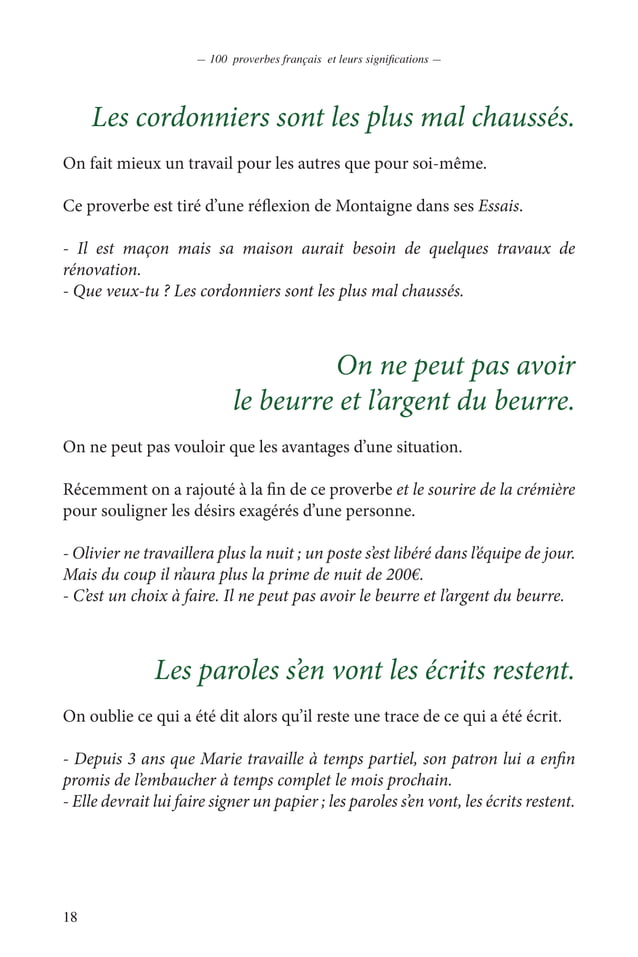 — 100 proverbes français et leurs significations —
Les cordonniers sont les plus mal chaussés.
On fait mieux un travail pour les autres que pour soi-même.
Ce proverbe est tiré d’une réflexion de Montaigne dans ses Essais.
- Il est maçon mais sa maison aurait besoin de quelques travaux de
rénovation.
- Que veux-tu ? Les cordonniers sont les plus mal chaussés.
On ne peut pas avoir
le beurre et l’argent du beurre.
On ne peut pas vouloir que les avantages d’une situation.
Récemment on a rajouté à la fin de ce proverbe et le sourire de la crémière
pour souligner les désirs exagérés d’une personne.
- Olivier ne travaillera plus la nuit ; un poste s’est libéré dans l’équipe de jour.
Mais du coup il n’aura plus la prime de nuit de 200€.
- C’est un choix à faire. Il ne peut pas avoir le beurre et l’argent du beurre.
Les paroles s’en vont les écrits restent.
On oublie ce qui a été dit alors qu’il reste une trace de ce qui a été écrit.
- Depuis 3 ans que Marie travaille à temps partiel, son patron lui a enfin
promis de l’embaucher à temps complet le mois prochain.
- Elle devrait lui faire signer un papier ; les paroles s’en vont, les écrits restent.
18